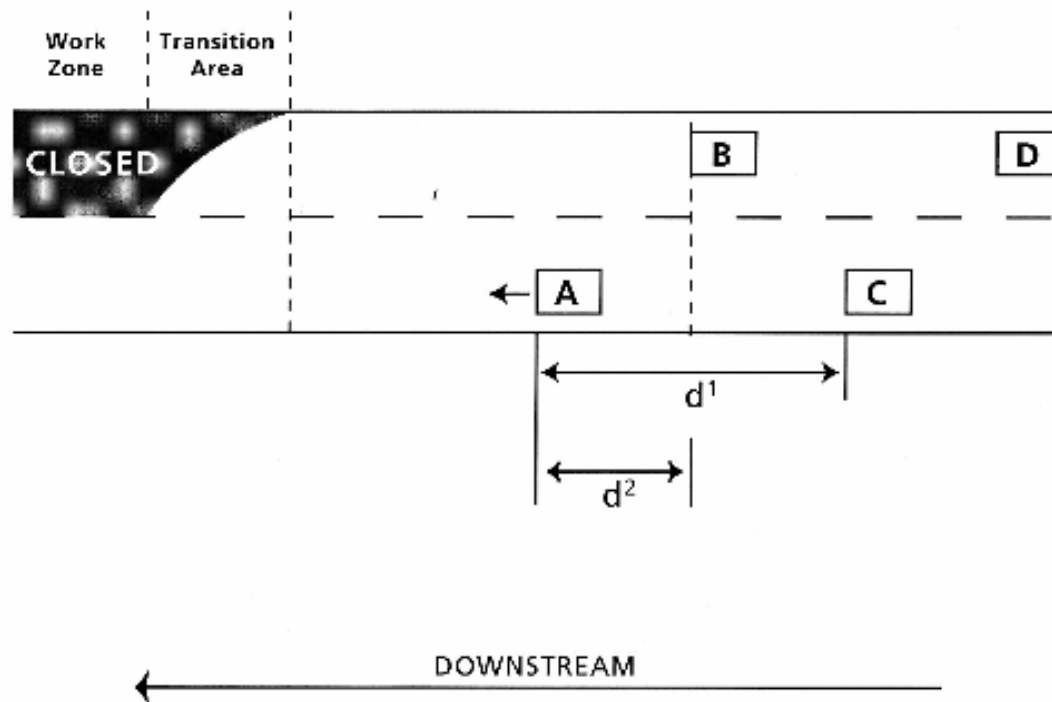 Work
Zone
Transition
Area
CLOSED
B
D
A
C
d¹
d²
DOWNSTREAM